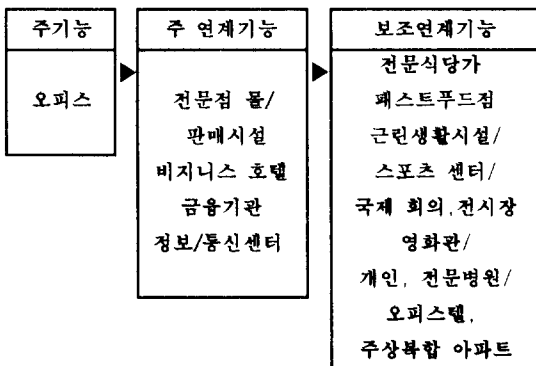 주기능
오피스
주 연계기능
전문점 몰/
판매시설
비지니스 호텔
금융기관
정보/통신센터
보조연계기능
전문식당가
패스트푸드점
근린생활시설/
스포츠 센터/
국제 회의,전시장
영화관/
개인, 전문병원/
오피스텔,
주상복합 아파트